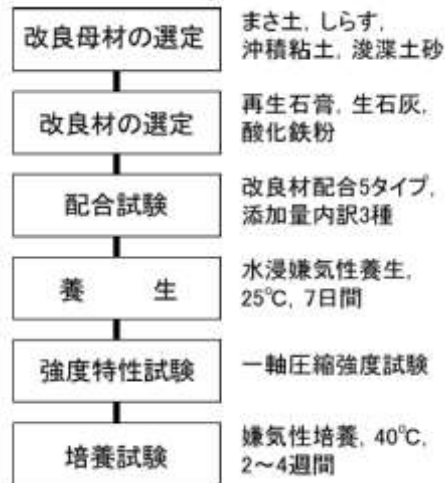 改良母材の選定
まさ土, しらず,
沖積粘土, 浚渫土砂
改良材の選定
再生石膏, 生石灰,
酸化鉄粉
配合試験
改良材配合5タイプ,
添加量内訳3種
養　　生
水浸嫌気性養生,
25℃, 7日間
強度特性試験
一軸圧縮強度試験
培養試験
嫌気性培養, 40℃,
2～4週間